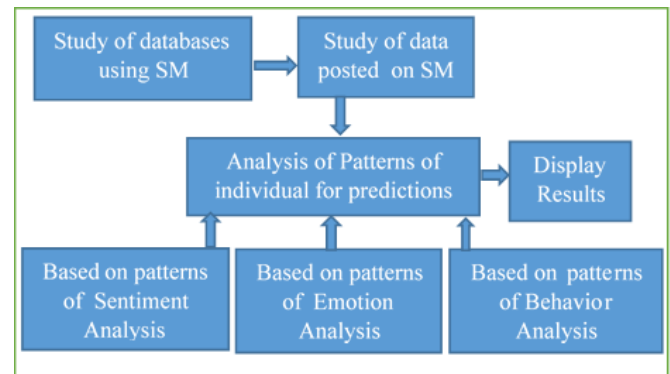 Study of databases
using SM
Study of data
posted on SM
Analysis of Patterns of
individual for predictions
Display
Results
Based on patterns
of Sentiment
Analysis
Based on patterns
of Emotion
Analysis
Based on patterns
of Behavior
Analysis